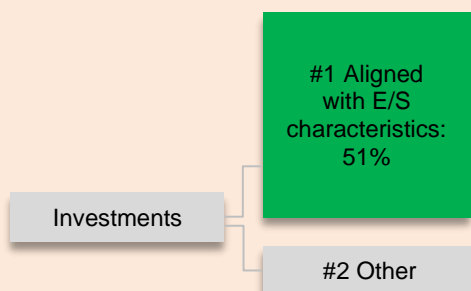 #1 Aligned
with E/S
characteristics:
51%
Investments
#2 Other